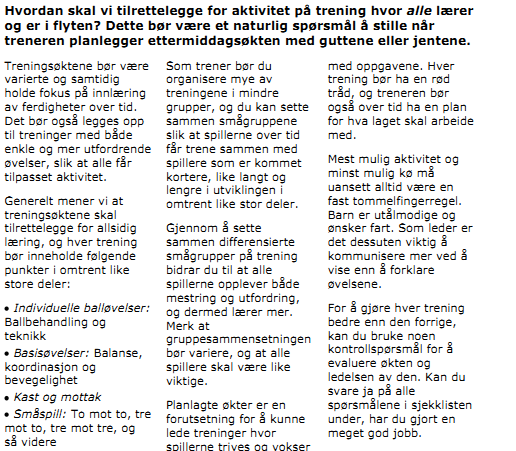 Hvordan skal vi tilrettelegge for aktivitet på trening hvor alle lærer
og er i flyten? Dette bør være et naturlig spørsmål å stille når
treneren planlegger ettermiddagsøkten med guttene eller jentene.
Treningsøktene bør være
varierte og samtidig
holde fokus på innlæring
av ferdigheter over tid.
Det bør også legges opp
til treninger med både
enkle og mer utfordrende
øvelser, slik at alle får
tilpasset aktivitet.
Generelt mener vi at
treningsøktene skal
tilrettelegge for allsidig
læring, og hver trening
bør inneholde følgende
punkter i omtrent like
store deler:
• Individuelle balløvelser:
Ballbehandling og
teknikk
• Basisøvelser: Balanse,
koordinasjon og
bevegelighet
• Kast og mottak
• Småspill: To mot to, tre
mot to, tre mot tre, og
så videre
Som trener bør du
organisere mye av
treningene i mindre
grupper, og du kan sette
sammen smågruppene
slik at spillerne over tid
får trene sammen med
spillere som er kommet
kortere, like langt og
lengre i utviklingen i
omtrent like stor deler.
Gjennom å sette
sammen differensierte
smågrupper på trening
bidrar du til at alle
spillerne opplever både
mestring og utfordring,
og dermed lærer mer.
Merk at
gruppesammensetningen
bør variere, og at alle
spillere skal være like
viktige.
Planlagte økter er en
forutsetning for å kunne
lede treninger hvor
spillerne trives og vokser
med oppgavene. Hver
trening bør ha en rød
tråd, og treneren bør
også over tid ha en plan
for hva laget skal arbeide
med.
Mest mulig aktivitet og
minst mulig kø må
uansett alltid være en
fast tommelfingerregel.
Barn er utålmodige og
ønsker fart. Som leder er
det dessuten viktig å
kommunisere mer ved å
vise enn å forklare
øvelsene.
For å gjøre hver trening
bedre enn den forrige,
kan du bruke noen
kontrollspørsmål for å
evaluere økten og
ledelsen av den. Kan du
svare ja på alle
spørsmålene i sjekklisten
under, har du gjort en
meget god jobb.